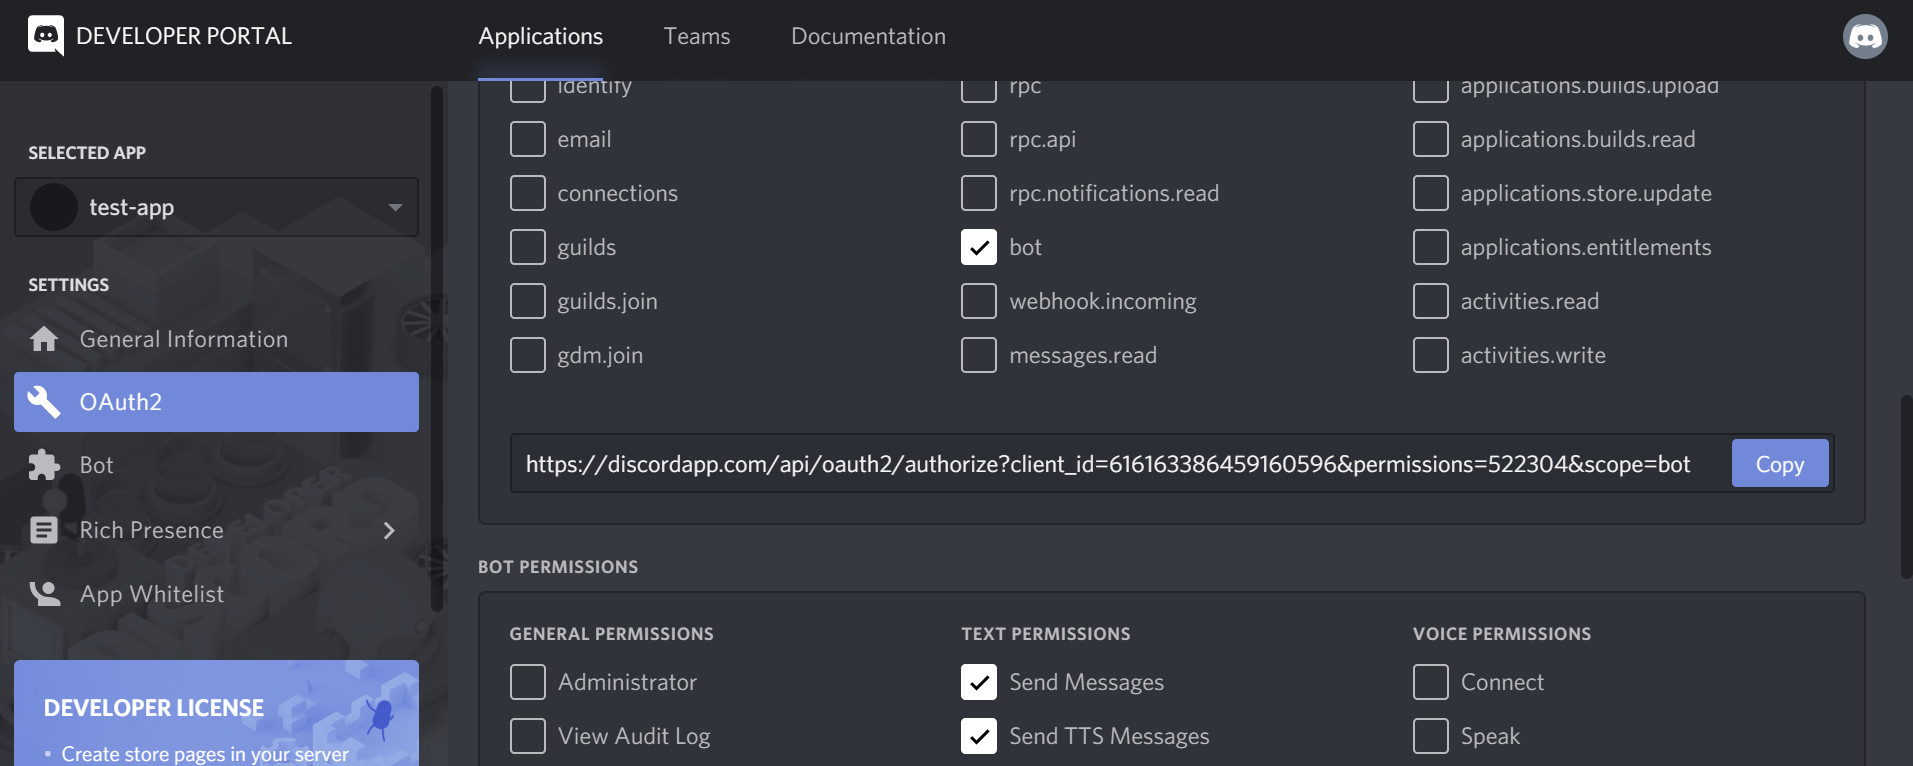 DEVELOPER PORTAL
Applications
Teams
Documentation
SELECTED APP
test-app
SETTINGS
General Information
OAuth2
Bot
Rich Presence
App Whitelist
DEVELOPER LICENSE
Create store pages in your server
identify
email
connections
guilds
guilds.join
gdm.join
rpc
rpc.api
rpc.notifications.read
bot
webhook.incoming
messages.read
applications.builds.upload
applications.builds.read
applications.store.update
applications.entitlements
activities.read
activities.write
https://discordapp.com/api/oauth2/authorize?client_id=616163386459160596&permissions=522304&scope=bot
Copy
BOT PERMISSIONS
GENERAL PERMISSIONS
Administrator
View Audit Log
TEXT PERMISSIONS
Send Messages
Send TTS Messages
VOICE PERMISSIONS
Connect
Speak